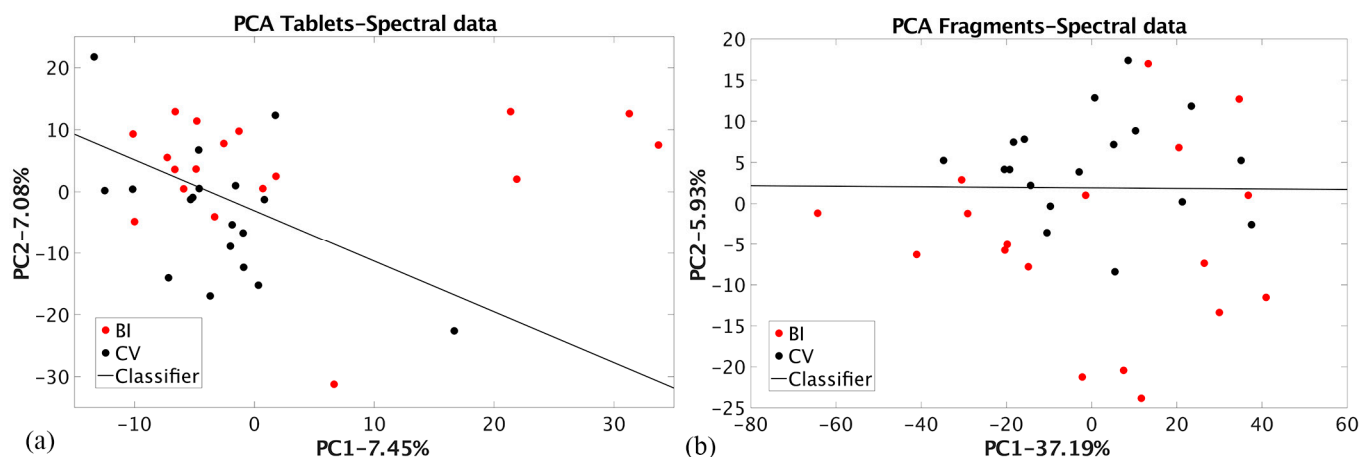 PCA Tablets-Spectral data
20
10
0
-10
-20
-30
PC2-7.08%
BI
CV
Classifier
-10
0
10
20
30
PC1-7.45%
(a)
PCA Fragments-Spectral data
20
15
10
5
0
-5
-10
-15
-20
-25
PC2-5.93%
BI
CV
Classifier
-80
-60
-40
-20
0
20
40
60
PC1-37.19%
(b)